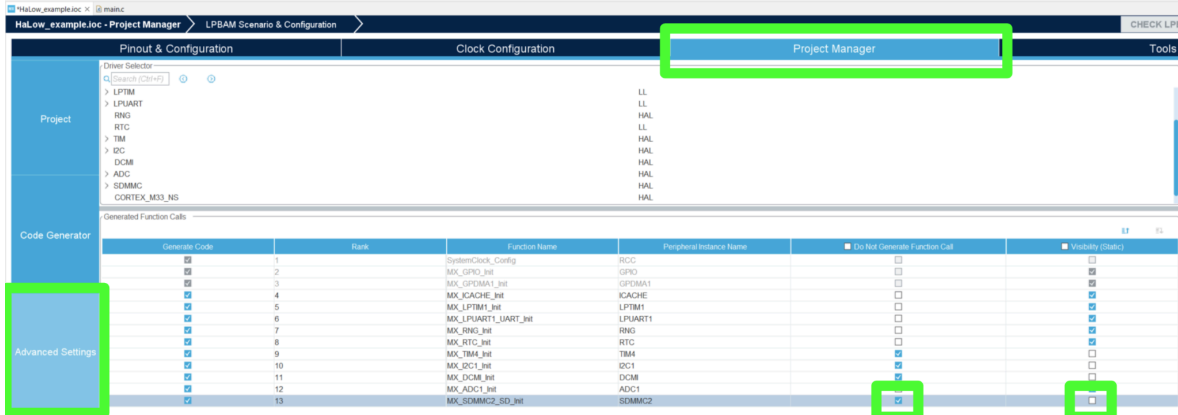 *HaLow_example.ioc × main.c
HaLow_example.ioc - Project Manager LPBAM Scenario & Configuration CHECK LPI
Pinout & Configuration Clock Configuration Project Manager Tools
Project
Code Generator
Advanced Settings
Driver Selector
Search (Ctrl+F)
> LPTIM LL
> LPUART LL
RNG HAL
RTC LL
> TIM HAL
> I2C HAL
DCMI HAL
> ADC HAL
> SDMMC HAL
CORTEX_M33_NS HAL
Generated Function Calls
Generate Code Rank Function Name Peripheral Instance Name Do Not Generate Function Call Visibility (Static)
1 SystemClock_Config RCC
2 MX_GPIO_Init GPIO
3 MX_GPDMA1_Init GPDMA1
4 MX_ICACHE_Init ICACHE
5 MX_LPTIM1_Init LPTIM1
6 MX_LPUART1_UART_Init LPUART1
7 MX_RNG_Init RNG
8 MX_RTC_Init RTC
9 MX_TIM4_Init TIM4
10 MX_I2C1_Init I2C1
11 MX_DCMI_Init DCMI
12 MX_ADC1_Init ADC1
13 MX_SDMMC2_SD_Init SDMMC2